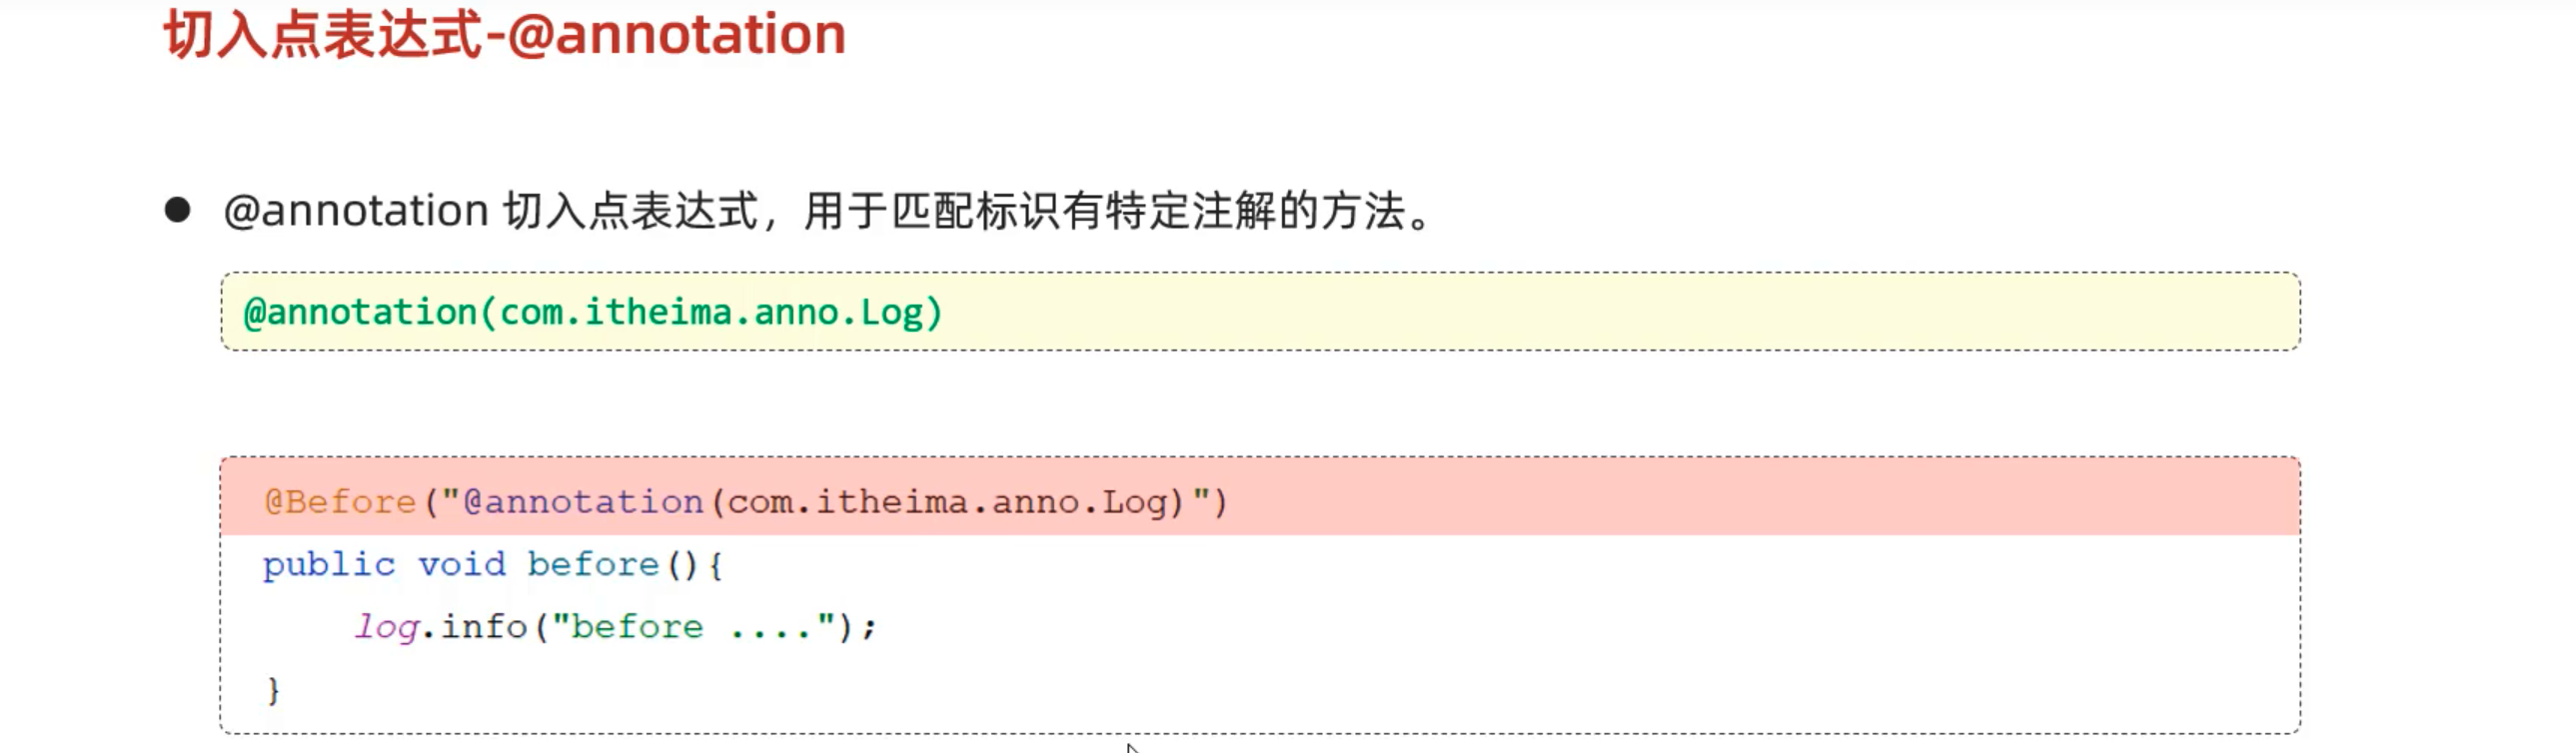 切入点表达式-@annotation
@annotation 切入点表达式，用于匹配标识有特定注解的方法。
@annotation(com.itheima.anno.Log)
@Before("@annotation(com.itheima.anno.Log)")
public void before(){
log.info("before ....");
}